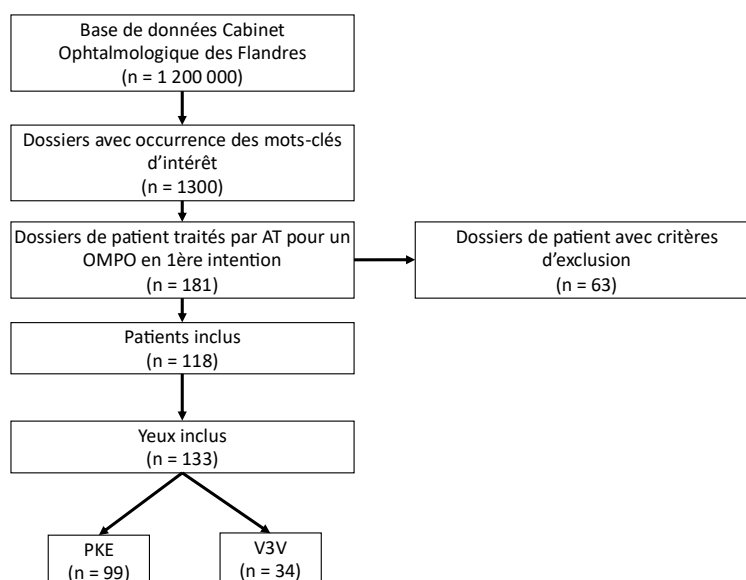 Base de données Cabinet
Ophtalmologique des Flandres
(n = 1 200 000)
Dossiers avec occurrence des mots-clés
d’intérêt
(n = 1300)
Dossiers de patient traités par AT pour un
OMPO en 1ère intention
(n = 181)
Dossiers de patient avec critères
d’exclusion
(n = 63)
Patients inclus
(n = 118)
Yeux inclus
(n = 133)
PKE
(n = 99)
V3V
(n = 34)